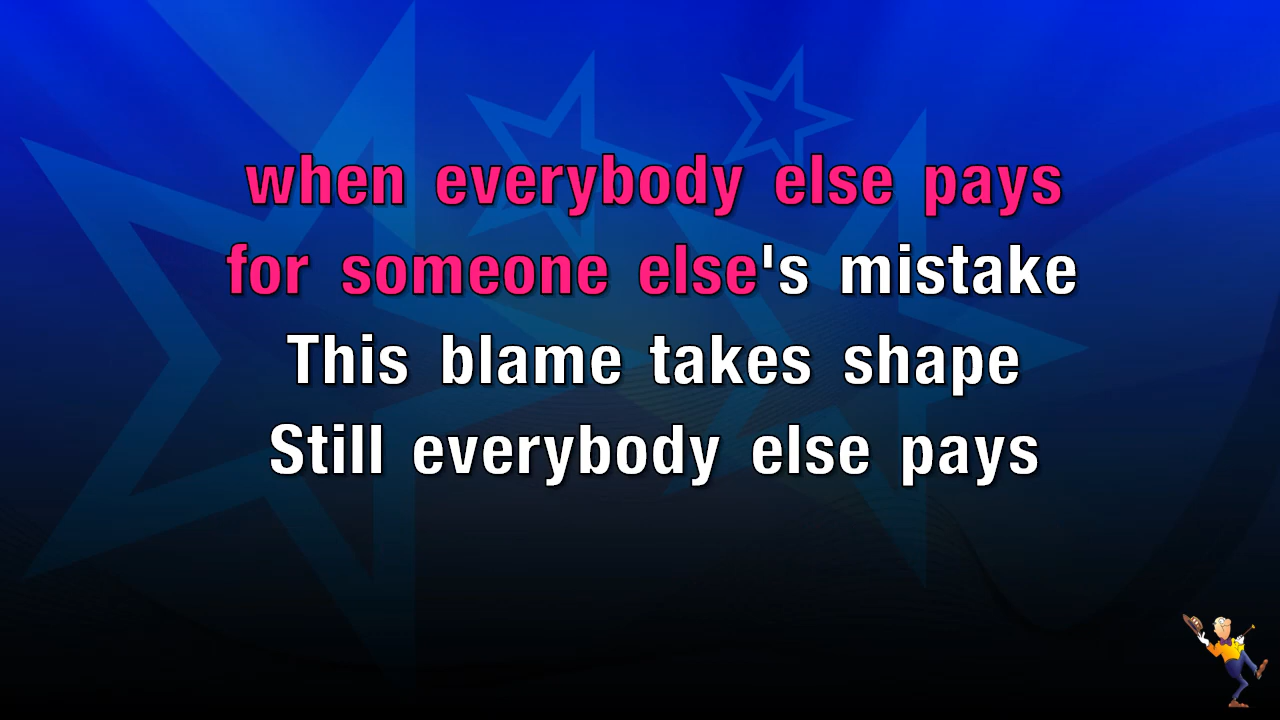 when everybody else pays
for someone else's mistake
This blame takes shape
Still everybody else pays